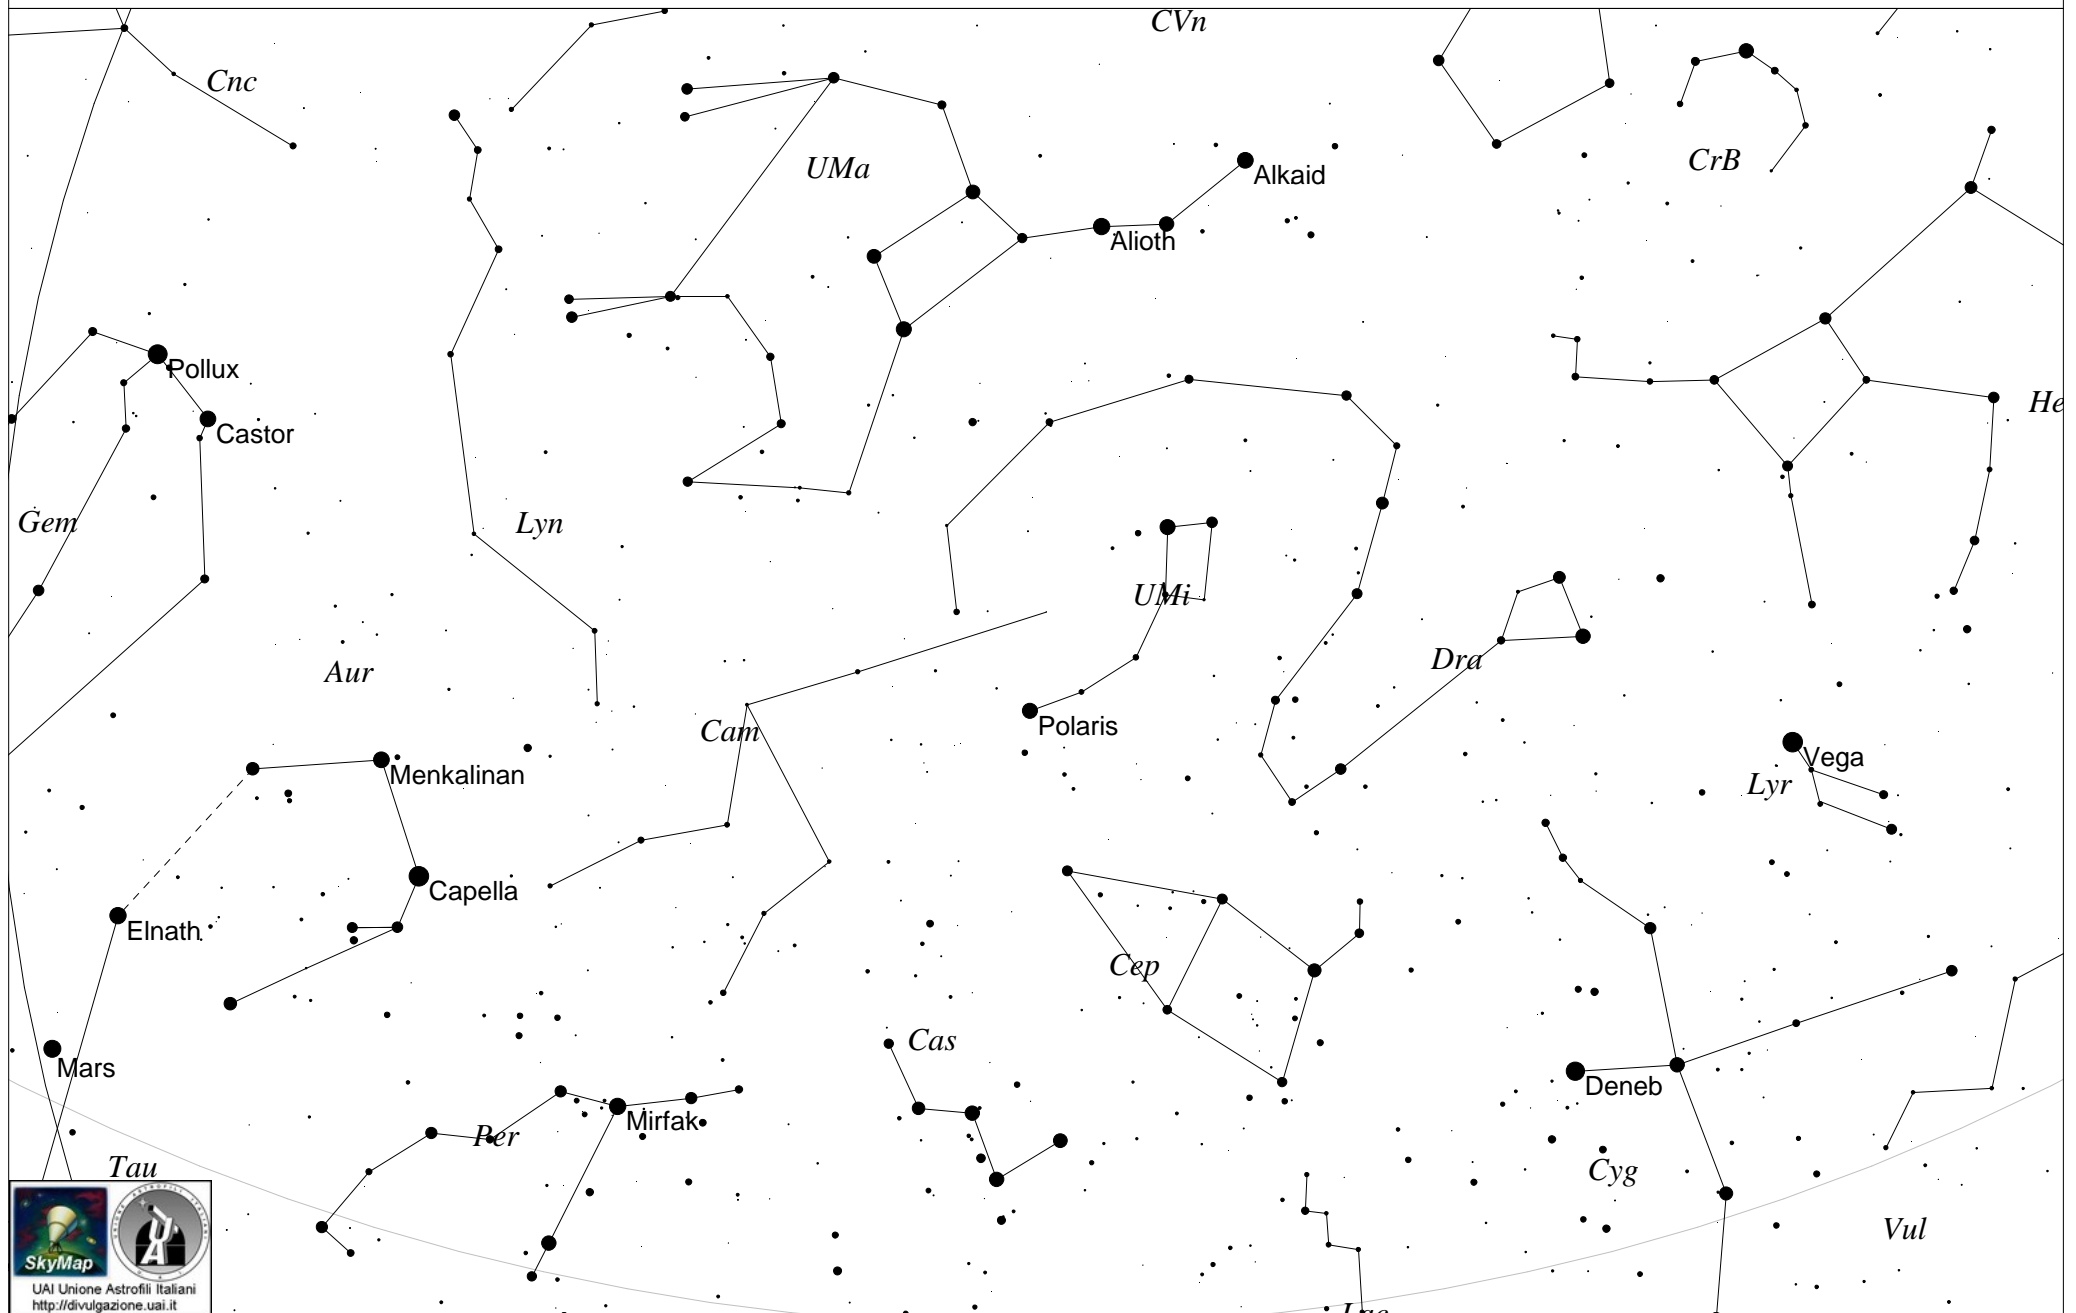 CVn
Cnc
UMa
CrB
Alkaid
Alioth
Pollux
He
Castor
Gem
Lyn
UMi
Dra
Aur
Polaris
Cam
Vega
Menkalinan
Lyr
Capella
Elnath
Cep
Cas
Mars
Deneb
Mirfak
Per
Tau
Cyg
Vul
SkyMap
UAI
UAI Unione Astrofili Italiani
http://divulgazione.uai.it
Lac